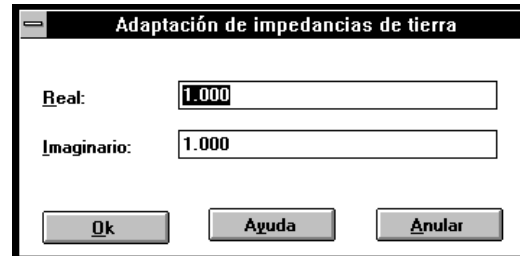 Adaptación de impedancias de tierra
Real: 1.000
Imaginario: 1.000
Ok Ayuda Anular